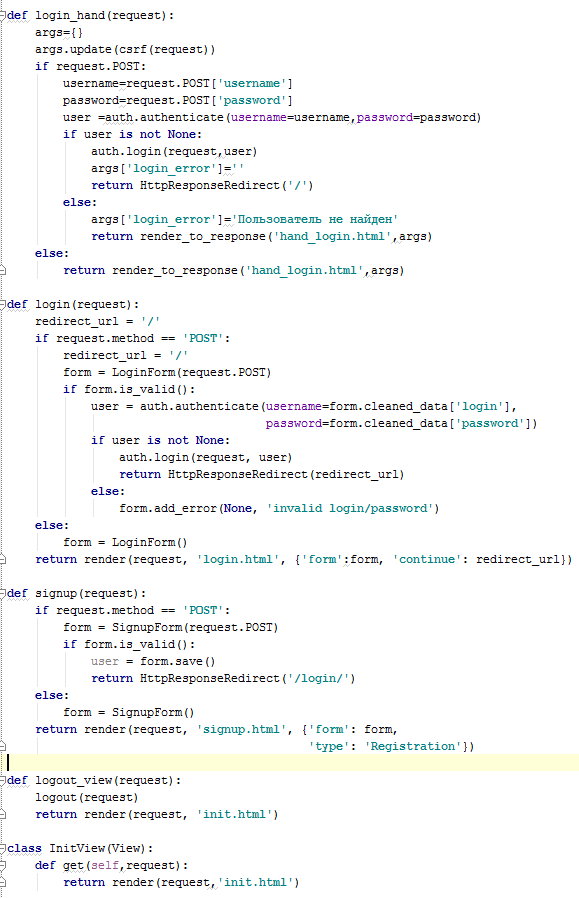 def login_hand(request):
    args={}
    args.update(csrf(request))
    if request.POST:
        username=request.POST['username']
        password=request.POST['password']
        user =auth.authenticate(username=username,password=password)
        if user is not None:
            auth.login(request,user)
            args['login_error']=''
            return HttpResponseRedirect('/')
        else:
            args['login_error']='Пользователь не найден'
            return render_to_response('hand_login.html',args)
    else:
        return render_to_response('hand_login.html',args)

def login(request):
    redirect_url = '/'
    if request.method == 'POST':
        redirect_url = '/'
        form = LoginForm(request.POST)
        if form.is_valid():
            user = auth.authenticate(username=form.cleaned_data['login'],
                                     password=form.cleaned_data['password'])
            if user is not None:
                auth.login(request, user)
                return HttpResponseRedirect(redirect_url)
            else:
                form.add_error(None, 'invalid login/password')
    else:
        form = LoginForm()
    return render(request, 'login.html', {'form':form, 'continue': redirect_url})

def signup(request):
    if request.method == 'POST':
        form = SignupForm(request.POST)
        if form.is_valid():
            user = form.save()
            return HttpResponseRedirect('/login/')
    else:
        form = SignupForm()
    return render(request, 'signup.html', {'form': form,
                                           'type': 'Registration'})

def logout_view(request):
    logout(request)
    return render(request, 'init.html')

class InitView(View):
    def get(self,request):
        return render(request,'init.html')